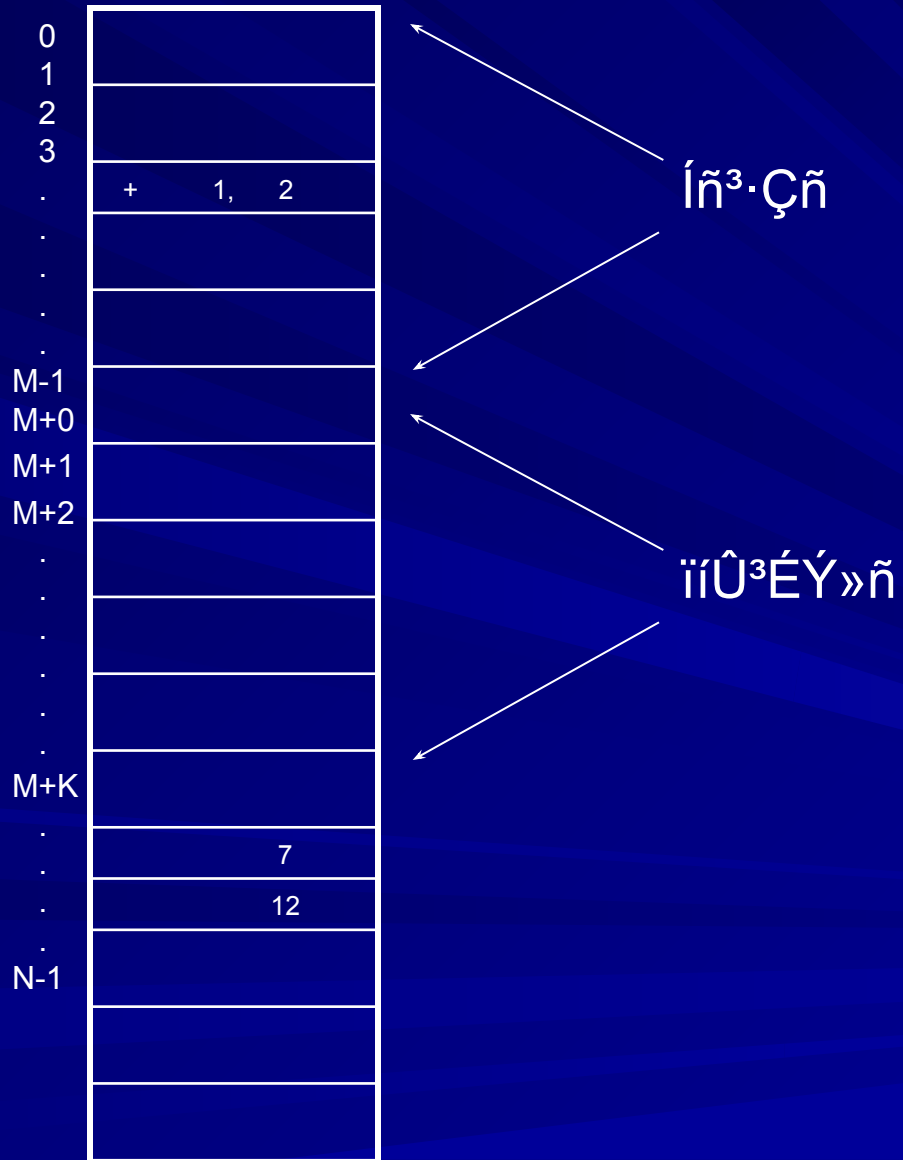 0
1
2
3
.
+ 1, 2
.
.
.
.
M-1
M+0
M+1
M+2
.
.
.
.
.
.
M+K
.
.
7
.
12
.
N-1
Íñ³·Çñ
ïíÛ³ÉÝ»ñ